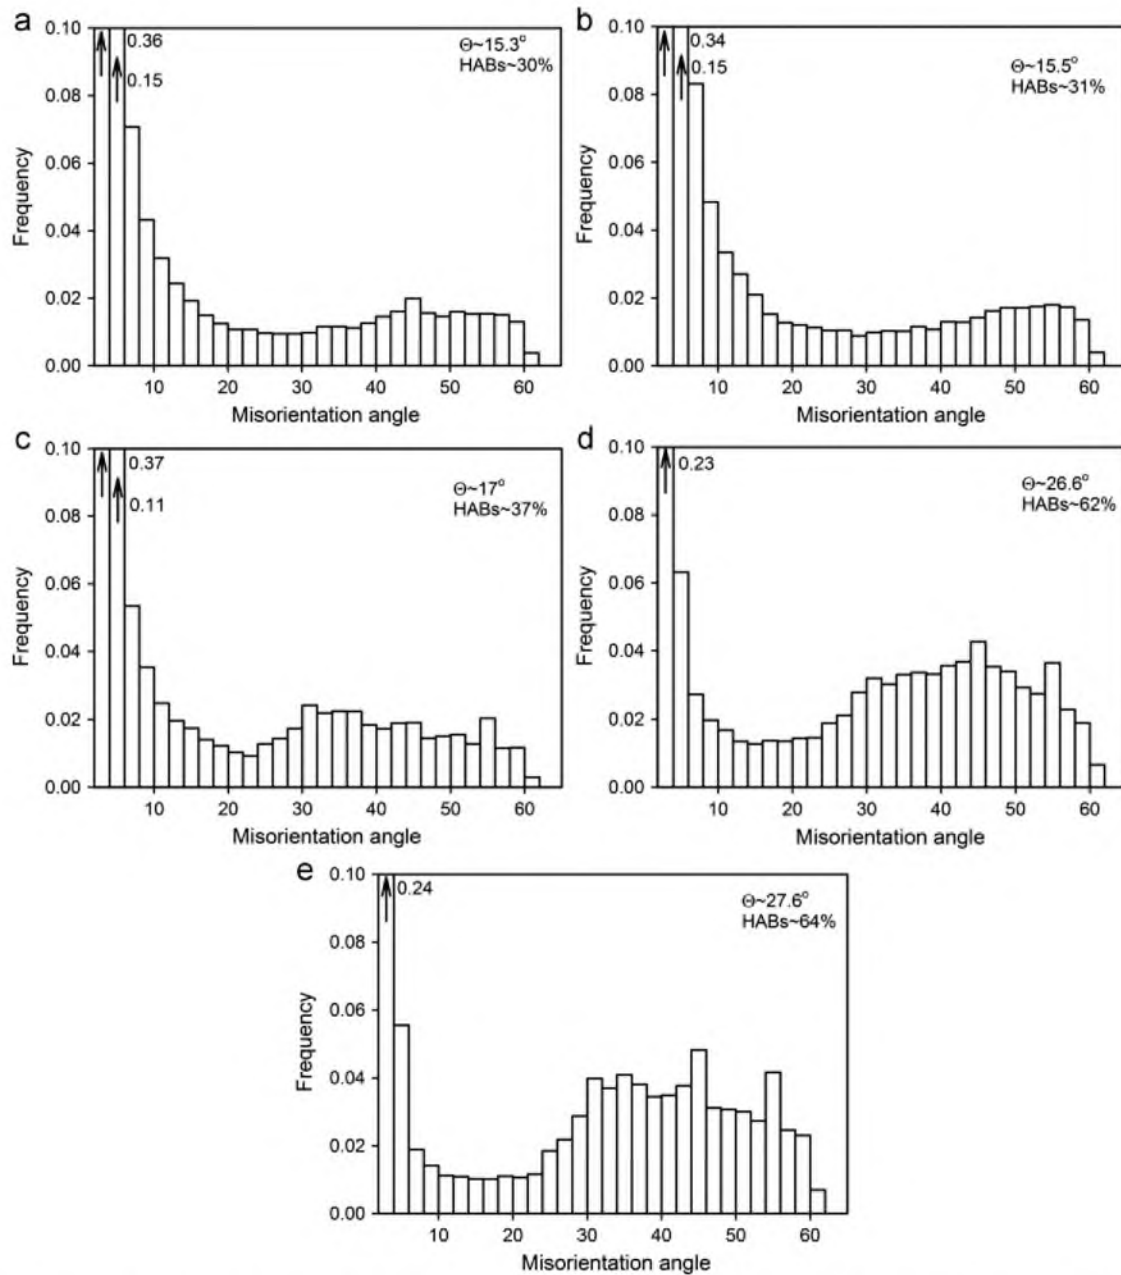 a
0.10
0.08
0.06
0.04
0.02
0.00
Frequency
0.36
0.15
Θ~15.3°
HABs~30%
10 20 30 40 50 60
Misorientation angle
b
0.10
0.08
0.06
0.04
0.02
0.00
Frequency
0.34
0.15
Θ~15.5°
HABs~31%
10 20 30 40 50 60
Misorientation angle
c
0.10
0.08
0.06
0.04
0.02
0.00
Frequency
0.37
0.11
Θ~17°
HABs~37%
10 20 30 40 50 60
Misorientation angle
d
0.10
0.08
0.06
0.04
0.02
0.00
Frequency
0.23
Θ~26.6°
HABs~62%
10 20 30 40 50 60
Misorientation angle
e
0.10
0.08
0.06
0.04
0.02
0.00
Frequency
0.24
Θ~27.6°
HABs~64%
10 20 30 40 50 60
Misorientation angle